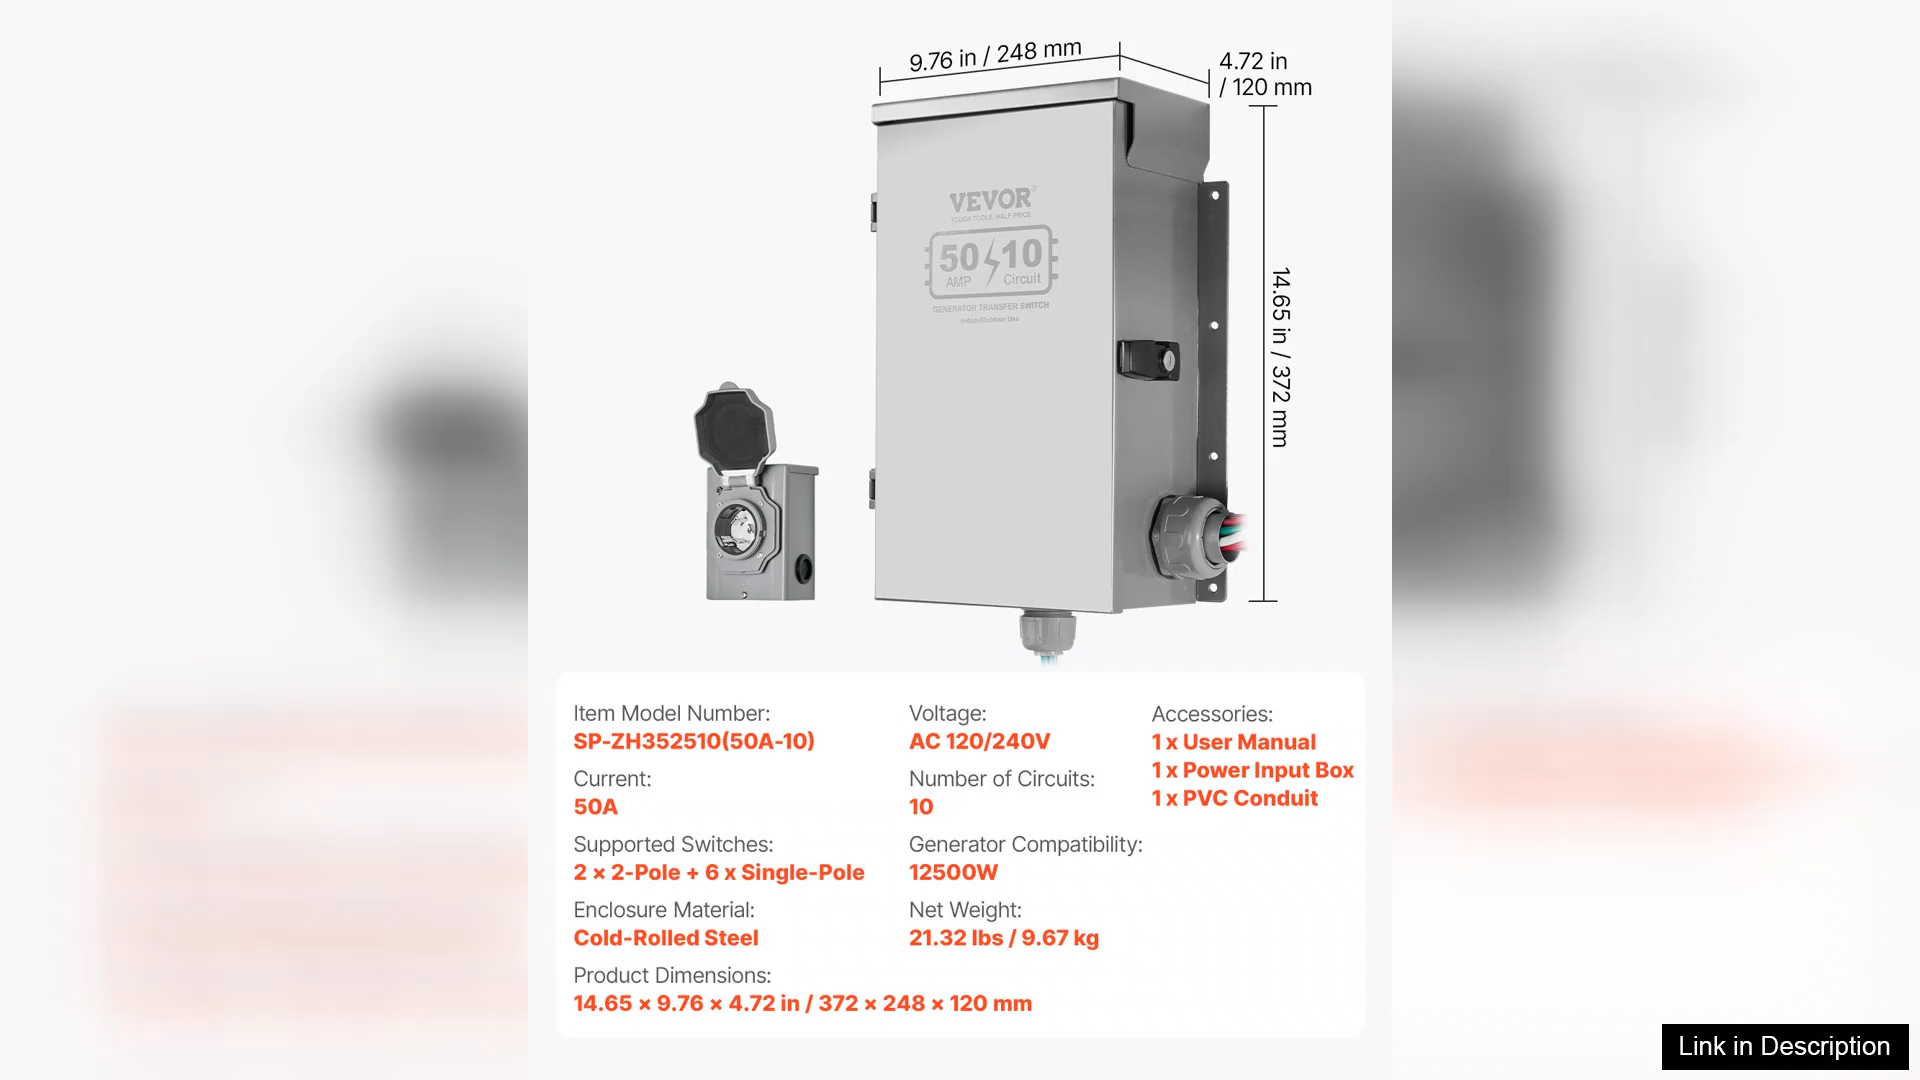 9.76 in / 248 mm
4.72 in
/ 120 mm
14.65 in / 372 mm
VEVOR®
TOUGH TOOLS, HALF PRICE
50 10
AMP Circuit
GENERATOR TRANSFER SWITCH
Indoor/Outdoor Use
Item Model Number:
SP-ZH352510(50A-10)
Current:
50A
Supported Switches:
2 × 2-Pole + 6 x Single-Pole
Enclosure Material:
Cold-Rolled Steel
Product Dimensions:
14.65 × 9.76 × 4.72 in / 372 × 248 × 120 mm
Voltage:
AC 120/240V
Number of Circuits:
10
Generator Compatibility:
12500W
Net Weight:
21.32 lbs / 9.67 kg
Accessories:
1 x User Manual
1 x Power Input Box
1 x PVC Conduit
Link in Description